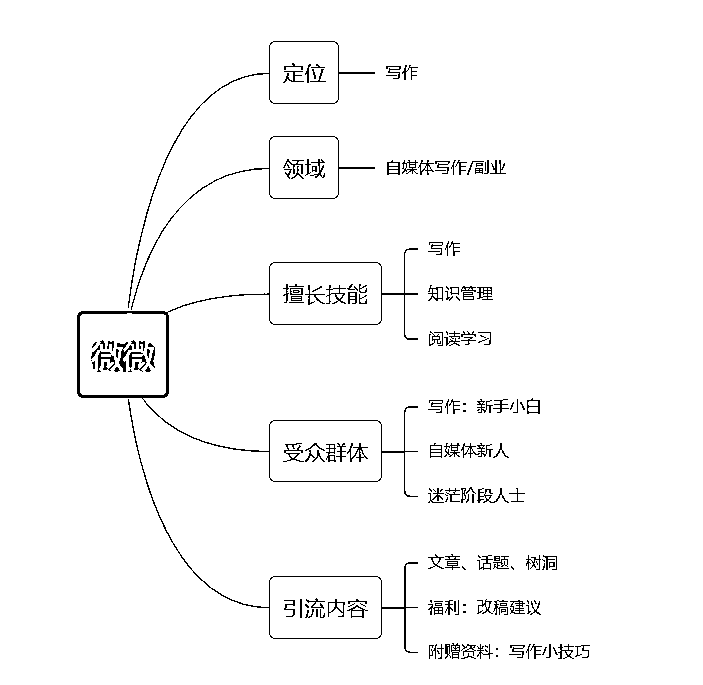 微微
定位
写作
领域
自媒体写作/副业
擅长技能
写作
知识管理
阅读学习
受众群体
写作：新手小白
自媒体新人
迷茫阶段人士
引流内容
文章、话题、树洞
福利：改稿建议
附赠资料：写作小技巧